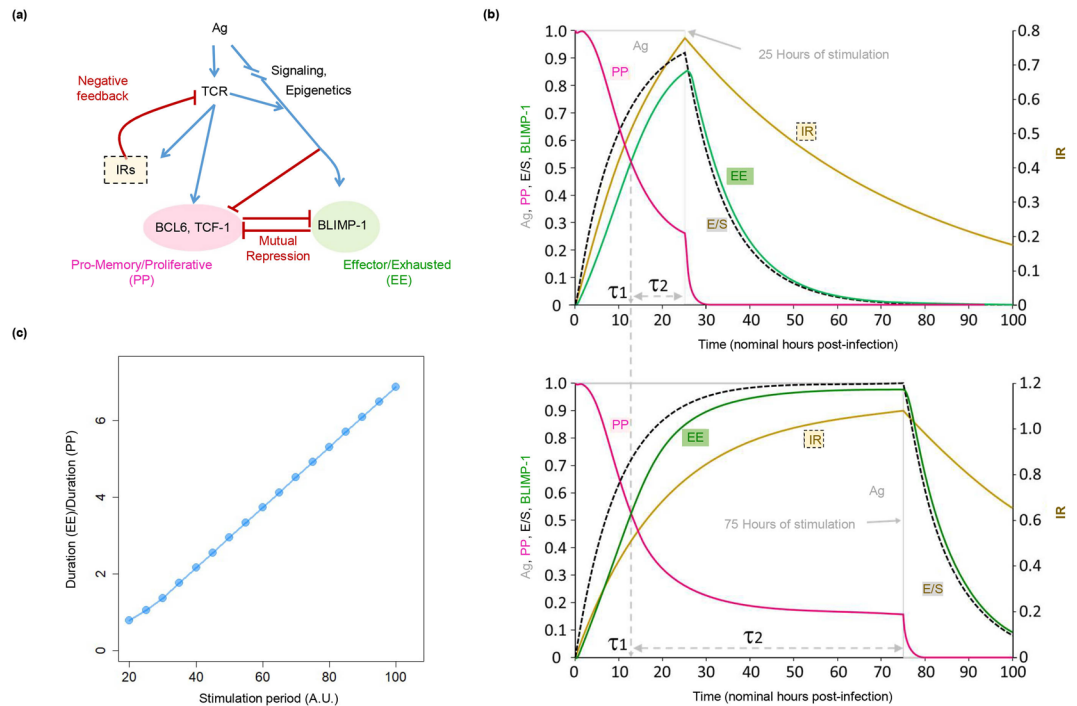 (a)
Ag
Signaling,
Epigenetics
Negative
feedback
TCR
IRs
BCL6, TCF-1
BLIMP-1
Mutual
Repression
Pro-Memory/Proliferative
(PP)
Effector/Exhausted
(EE)
(b)
Ag, PP, E/S, BLIMP-1
1.0
0.9
0.8
0.7
0.6
0.5
0.4
0.3
0.2
0.1
0
Ag
25 Hours of stimulation
PP
IR
EE
E/S
τ1
τ2
0.8
0.7
0.6
0.5
0.4
0.3
0.2
0.1
0
IR
0 10 20 30 40 50 60 70 80 90 100
Time (nominal hours post-infection)
Ag, PP, E/S, BLIMP-1
1.0
0.9
0.8
0.7
0.6
0.5
0.4
0.3
0.2
0.1
0
PP
EE
IR
Ag
75 Hours of stimulation
E/S
τ1
τ2
1.2
1.0
0.8
0.6
0.4
0.2
0
IR
0 10 20 30 40 50 60 70 80 90 100
Time (nominal hours post-infection)
(c)
Duration (EE)/Duration (PP)
6
4
2
0
20 40 60 80 100
Stimulation period (A.U.)